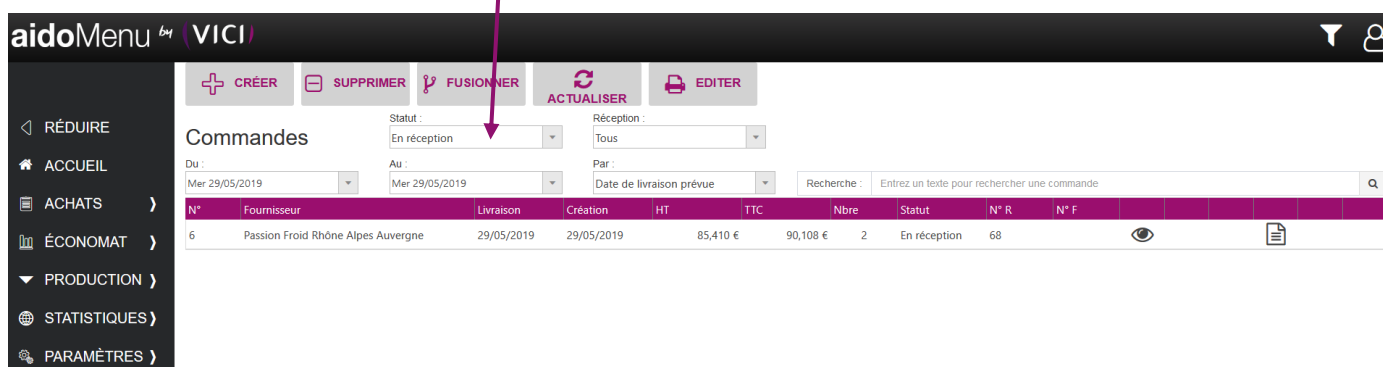 aidoMenu by (VICI)
CRÉER SUPPRIMER FUSIONNER ACTUALISER EDITER
RÉDUIRE
ACCUEIL
ACHATS
ÉCONOMAT
PRODUCTION
STATISTIQUES
PARAMÈTRES
Commandes
Statut :
En réception
Réception :
Tous
Du :
Mer 29/05/2019
Au :
Mer 29/05/2019
Par :
Date de livraison prévue
Recherche : Entrez un texte pour rechercher une commande
N° Fournisseur Livraison Création HT TTC Nbre Statut N° R N° F
6 Passion Froid Rhône Alpes Auvergne 29/05/2019 29/05/2019 85,410 € 90,108 € 2 En réception 68